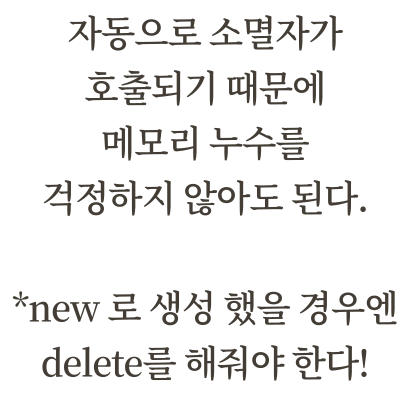 자동으로 소멸자가
호출되기 때문에
메모리 누수를
걱정하지 않아도 된다.
*new 로 생성 했을 경우엔
delete를 해줘야 한다!